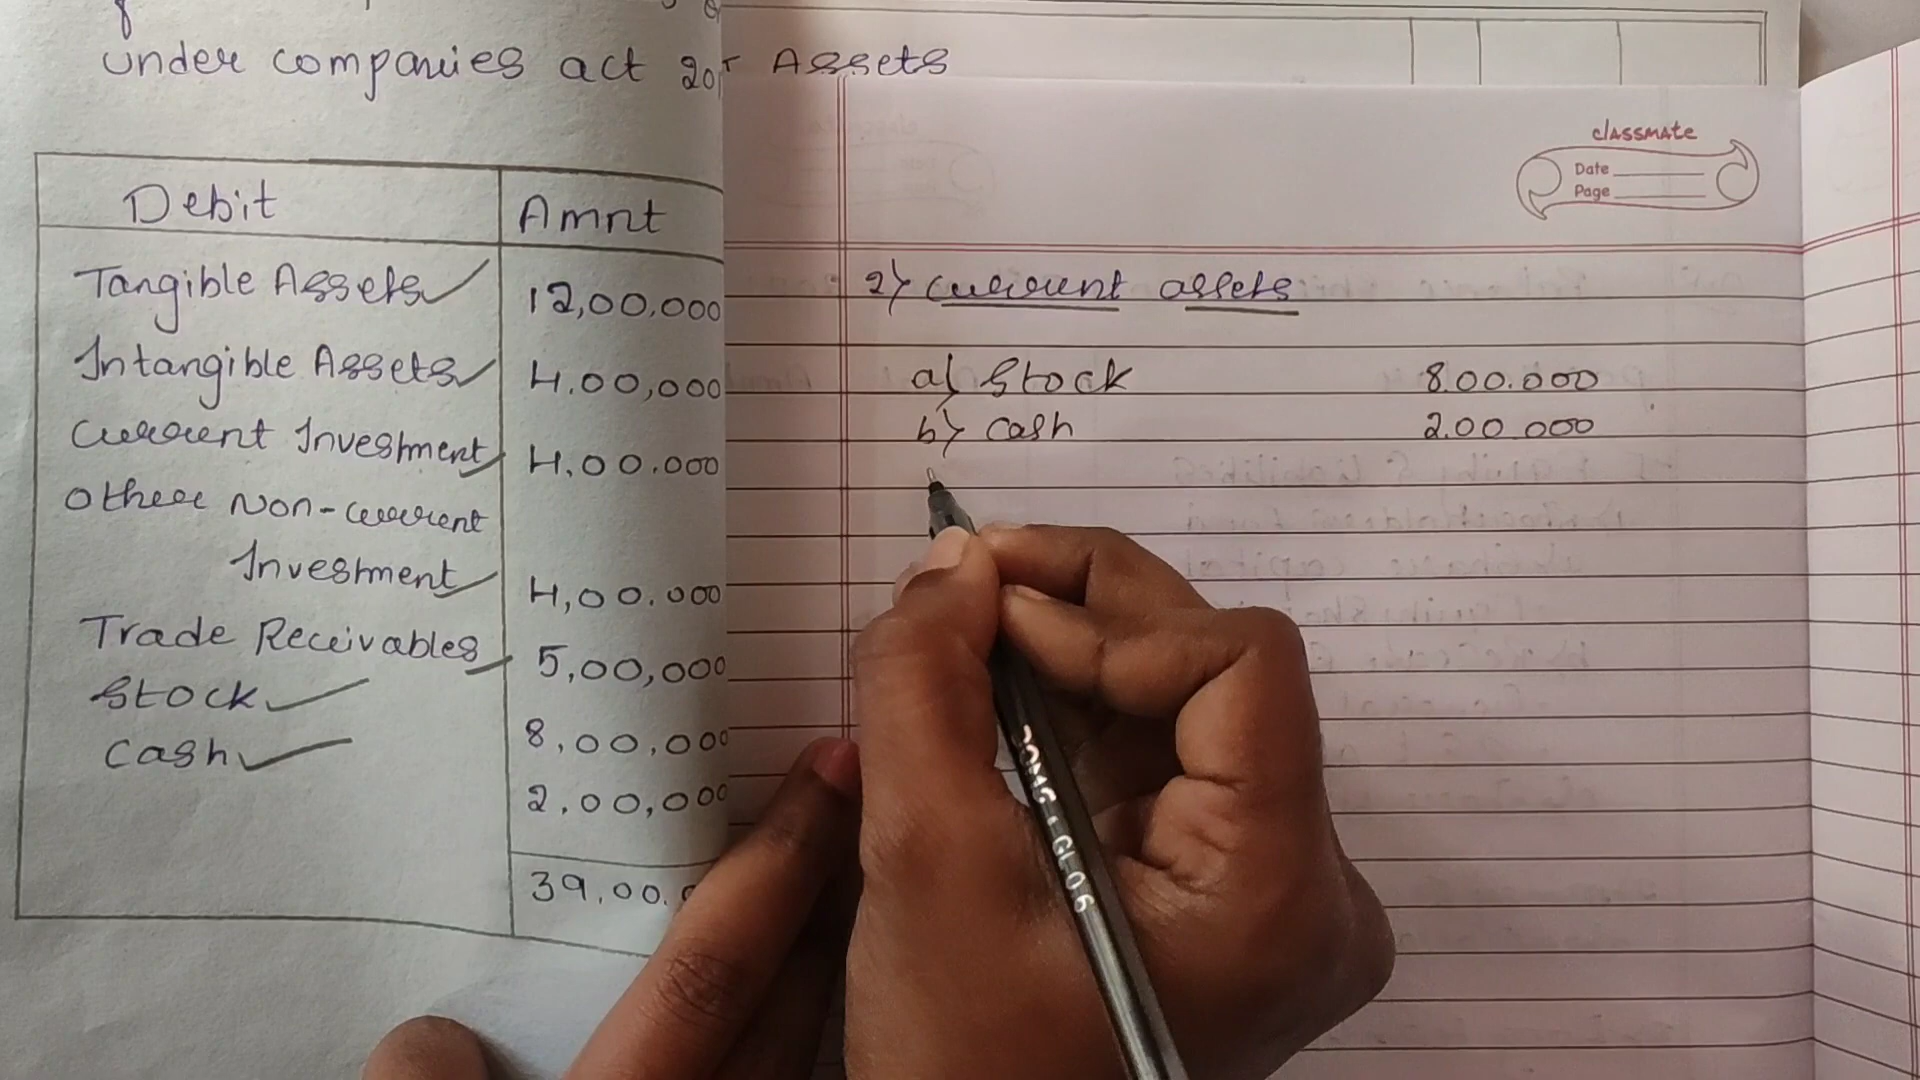 under companies act 20
Assets
Debit Amnt
Tangible Assets 12,00.000
Intangible Assets 4.00,000
Current Investment 4,00.000
Other Non-current
Investment 4,00.000
Trade Receivables 5,00,000
Stock 8,00,000
Cash 2,00,000
39,00.
classmate
Date
Page
2) Current assets
a) Stock 8.00.000
b) Cash 2.00.000
DOMS GL06